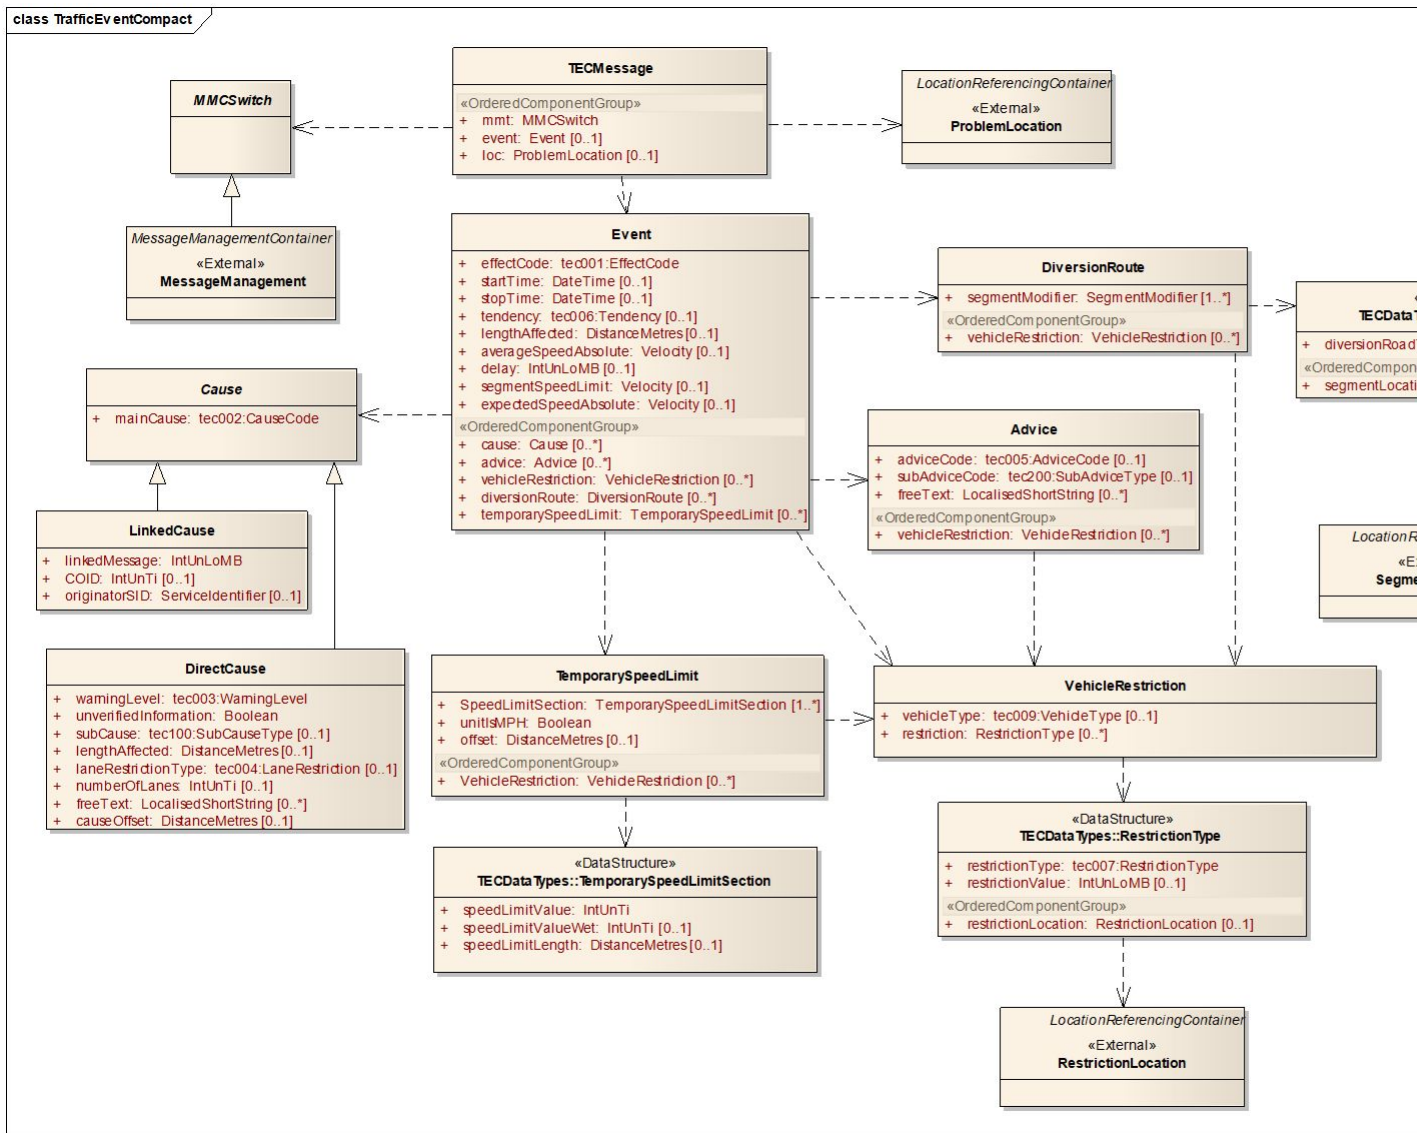 class TrafficEventCompact
TECMessage
«OrderedComponentGroup»
+ mmt: MMCSwitch
+ event: Event [0..1]
+ loc: ProblemLocation [0..1]
MMCSwitch
LocationReferencingContainer
«External»
ProblemLocation
MessageManagementContainer
«External»
MessageManagement
Event
+ effectCode: tec001:EffectCode
+ startTime: DateTime [0..1]
+ stopTime: DateTime [0..1]
+ tendency: tec006:Tendency [0..1]
+ lengthAffected: DistanceMetres [0..1]
+ averageSpeedAbsolute: Velocity [0..1]
+ delay: IntUnLoMB [0..1]
+ segmentSpeedLimit: Velocity [0..1]
+ expectedSpeedAbsolute: Velocity [0..1]
«OrderedComponentGroup»
+ cause: Cause [0..*]
+ advice: Advice [0..*]
+ vehicleRestriction: VehicleRestriction [0..*]
+ diversionRoute: DiversionRoute [0..*]
+ temporarySpeedLimit: TemporarySpeedLimit [0..*]
DiversionRoute
+ segmentModifier: SegmentModifier [1..*]
«OrderedComponentGroup»
+ vehicleRestriction: VehicleRestriction [0..*]
+
«OrderedCompon
+
Cause
+ mainCause: tec002:CauseCode
Advice
+ adviceCode: tec005:AdviceCode [0..1]
+ subAdviceCode: tec200:SubAdviceType [0..1]
+ freeText: LocalisedShortString [0..*]
«OrderedComponentGroup»
+ vehicleRestriction: VehicleRestriction [0..*]
LinkedCause
+ linkedMessage: IntUnLoMB
+ COID: IntUnTi [0..1]
+ originatorSID: ServiceIdentifier [0..1]
DirectCause
+ warningLevel: tec003:WarningLevel
+ unverifiedInformation: Boolean
+ subCause: tec100:SubCauseType [0..1]
+ lengthAffected: DistanceMetres [0..1]
+ laneRestrictionType: tec004:LaneRestriction [0..1]
+ numberOfLanes: IntUnTi [0..1]
+ freeText: LocalisedShortString [0..*]
+ causeOffset: DistanceMetres [0..1]
TemporarySpeedLimit
+ SpeedLimitSection: TemporarySpeedLimitSection [1..*]
+ unitIsMPH: Boolean
+ offset: DistanceMetres [0..1]
«OrderedComponentGroup»
+ VehicleRestriction: VehicleRestriction [0..*]
VehicleRestriction
+ vehicleType: tec009:VehicleType [0..1]
+ restriction: RestrictionType [0..*]
«DataStructure»
TECDataTypes::TemporarySpeedLimitSection
+ speedLimitValue: IntUnTi
+ speedLimitValueWet: IntUnTi [0..1]
+ speedLimitLength: DistanceMetres [0..1]
«DataStructure»
TECDataTypes::RestrictionType
+ restrictionType: tec007:RestrictionType
+ restrictionValue: IntUnLoMB [0..1]
«OrderedComponentGroup»
+ restrictionLocation: RestrictionLocation [0..1]
LocationReferencingContainer
«External»
RestrictionLocation